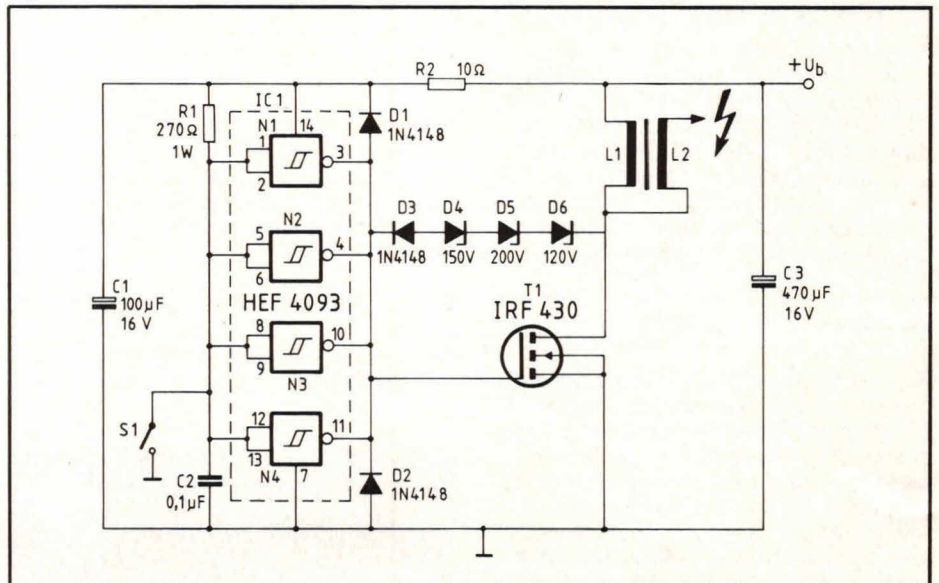 R2 10Ω
+Ub
R1
270Ω
1W
IC1
N1
14
1
2
3
D1
1N4148
L1
L2
N2
5
6
4
D3
D4
D5
D6
1N4148
150V
200V
120V
HEF 4093
C1
100µF
16V
8
9
10
N3
T1
IRF 430
C3
470µF
16V
S1
12
13
11
N4
7
C2
0,1µF
D2
1N4148